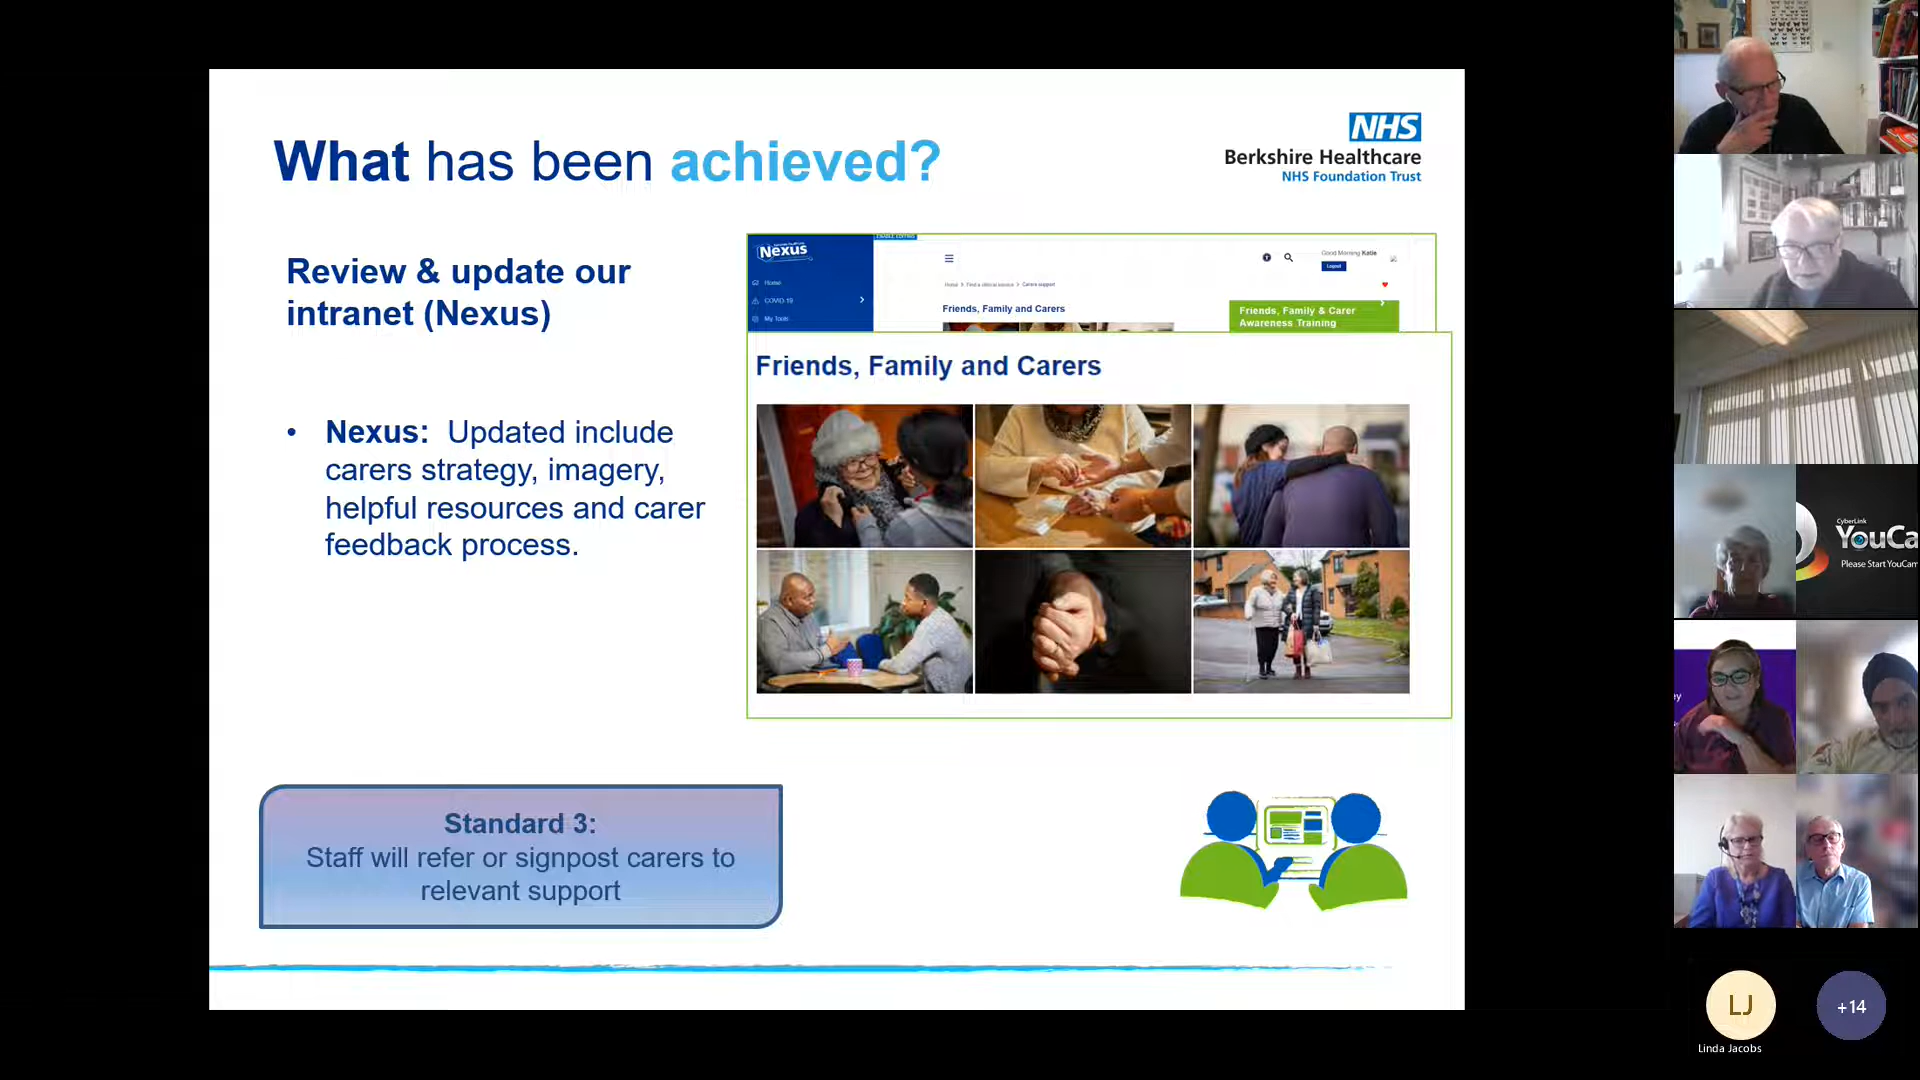 What has been achieved?
NHS
Berkshire Healthcare
NHS Foundation Trust
Review & update our
intranet (Nexus)
• Nexus: Updated include
carers strategy, imagery,
helpful resources and carer
feedback process.
Nexus
Home
COVID-19
My Tools
Good Morning Katie
Logout
Home > Find a clinical service > Carers support
Friends, Family and Carers
Friends, Family & Carer
Awareness Training
Friends, Family and Carers
Standard 3:
Staff will refer or signpost carers to
relevant support
CyberLink
YouCa
Please Start YouCam
LJ
+14
Linda Jacobs